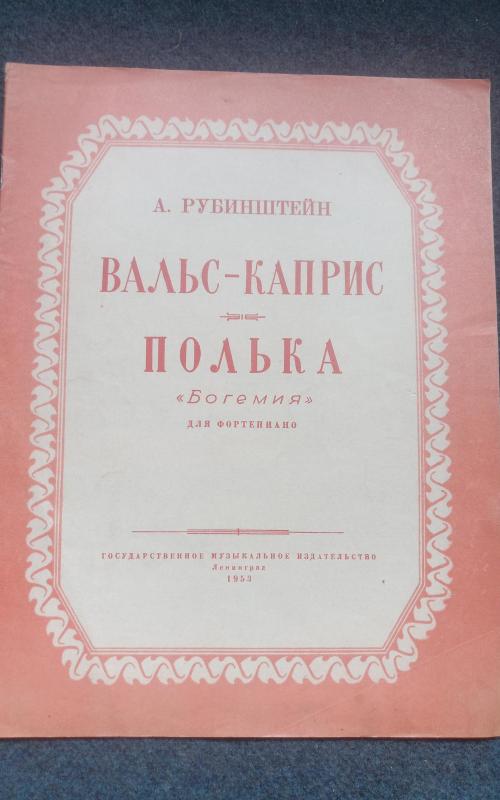 А. РУБИНШТЕЙН
ВАЛЬС-КАПРИС
ПОЛЬКА
«Богемия»
ДЛЯ ФОРТЕПИАНО
ГОСУДАРСТВЕННОЕ МУЗЫКАЛЬНОЕ ИЗДАТЕЛЬСТВО
Ленинград
1953